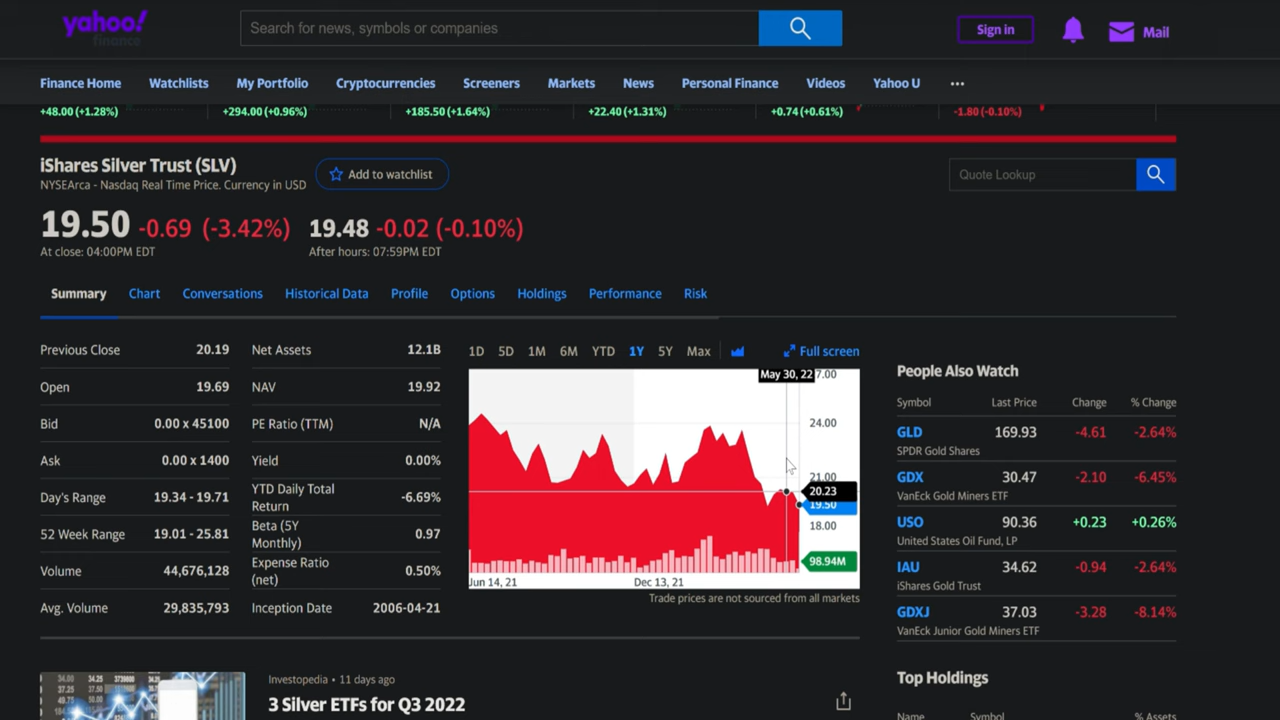 yahoo!
finance
Search for news, symbols or companies
Sign in
Mail
Finance Home Watchlists My Portfolio Cryptocurrencies Screeners Markets News Personal Finance Videos Yahoo U ...
+48.00 (+1.28%) +294.00 (+0.96%) +185.50 (+1.64%) +22.40 (+1.31%) +0.74 (+0.61%) -1.80 (-0.10%)
iShares Silver Trust (SLV)
NYSEArca - Nasdaq Real Time Price. Currency in USD
Add to watchlist
Quote Lookup
19.50 -0.69 (-3.42%) 19.48 -0.02 (-0.10%)
At close: 04:00PM EDT After hours: 07:59PM EDT
Summary Chart Conversations Historical Data Profile Options Holdings Performance Risk
Previous Close 20.19
Open 19.69
Bid 0.00 x 45100
Ask 0.00 x 1400
Day's Range 19.34 - 19.71
52 Week Range 19.01 - 25.81
Volume 44,676,128
Avg. Volume 29,835,793
Net Assets 12.1B
NAV 19.92
PE Ratio (TTM) N/A
Yield 0.00%
YTD Daily Total
Return -6.69%
Beta (5Y
Monthly) 0.97
Expense Ratio
(net) 0.50%
Inception Date 2006-04-21
1D 5D 1M 6M YTD 1Y 5Y Max Full screen
May 30, 22 7.00
24.00
21.00
20.23
19.50
18.00
98.94M
Jun 14, 21 Dec 13, 21
Trade prices are not sourced from all markets
People Also Watch
Symbol Last Price Change % Change
GLD 169.93 -4.61 -2.64%
SPDR Gold Shares
GDX 30.47 -2.10 -6.45%
VanEck Gold Miners ETF
USO 90.36 +0.23 +0.26%
United States Oil Fund, LP
IAU 34.62 -0.94 -2.64%
iShares Gold Trust
GDXJ 37.03 -3.28 -8.14%
VanEck Junior Gold Miners ETF
Top Holdings
Name Symbol % Assets
Investopedia • 11 days ago
3 Silver ETFs for Q3 2022